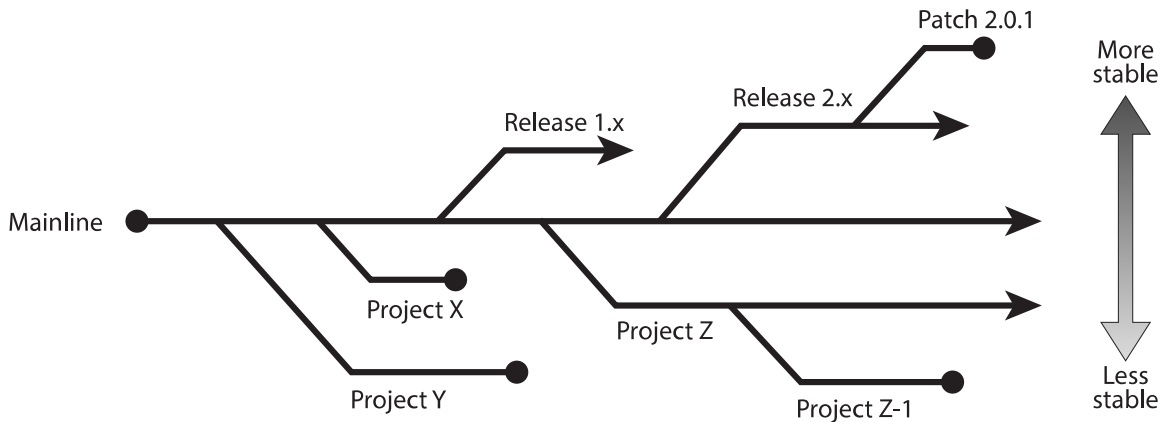 Patch 2.0.1
More
stable
Release 2.x
Release 1.x
Mainline
Project X
Project Z
Project Y
Project Z-1
Less
stable